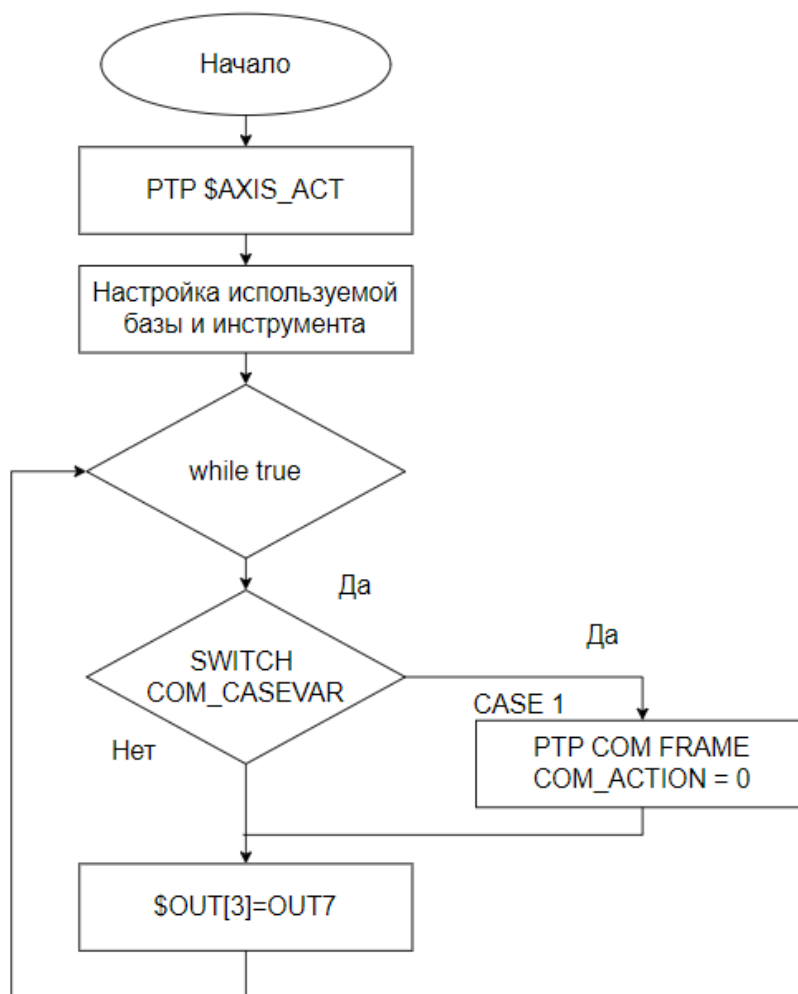 Начало
PTP $AXIS_ACT
Настройка используемой
базы и инструмента
while true
Да
SWITCH
COM_CASEVAR
Да
CASE 1
Нет
PTP COM FRAME
COM_ACTION = 0
$OUT[3]=OUT7